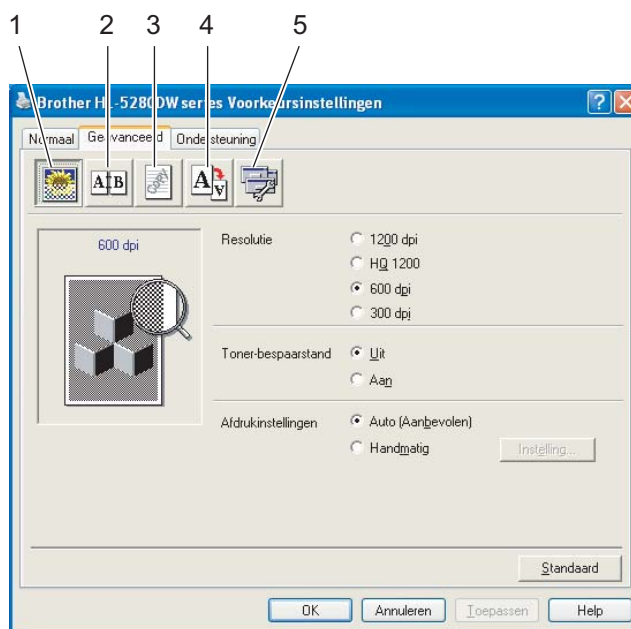 1 2 3 4 5
Brother HL-5280DW series Voorkeursinstellingen
Normaal Geavanceerd Ondersteuning
A B copy A A
600 dpi
Resolutie
1200 dpi
HQ 1200
600 dpi
300 dpi
Toner-bespaarstand
Uit
Aan
Afdrukinstellingen
Auto (Aanbevolen)
Handmatig
Instelling...
Standaard
OK Annuleren Toepassen Help